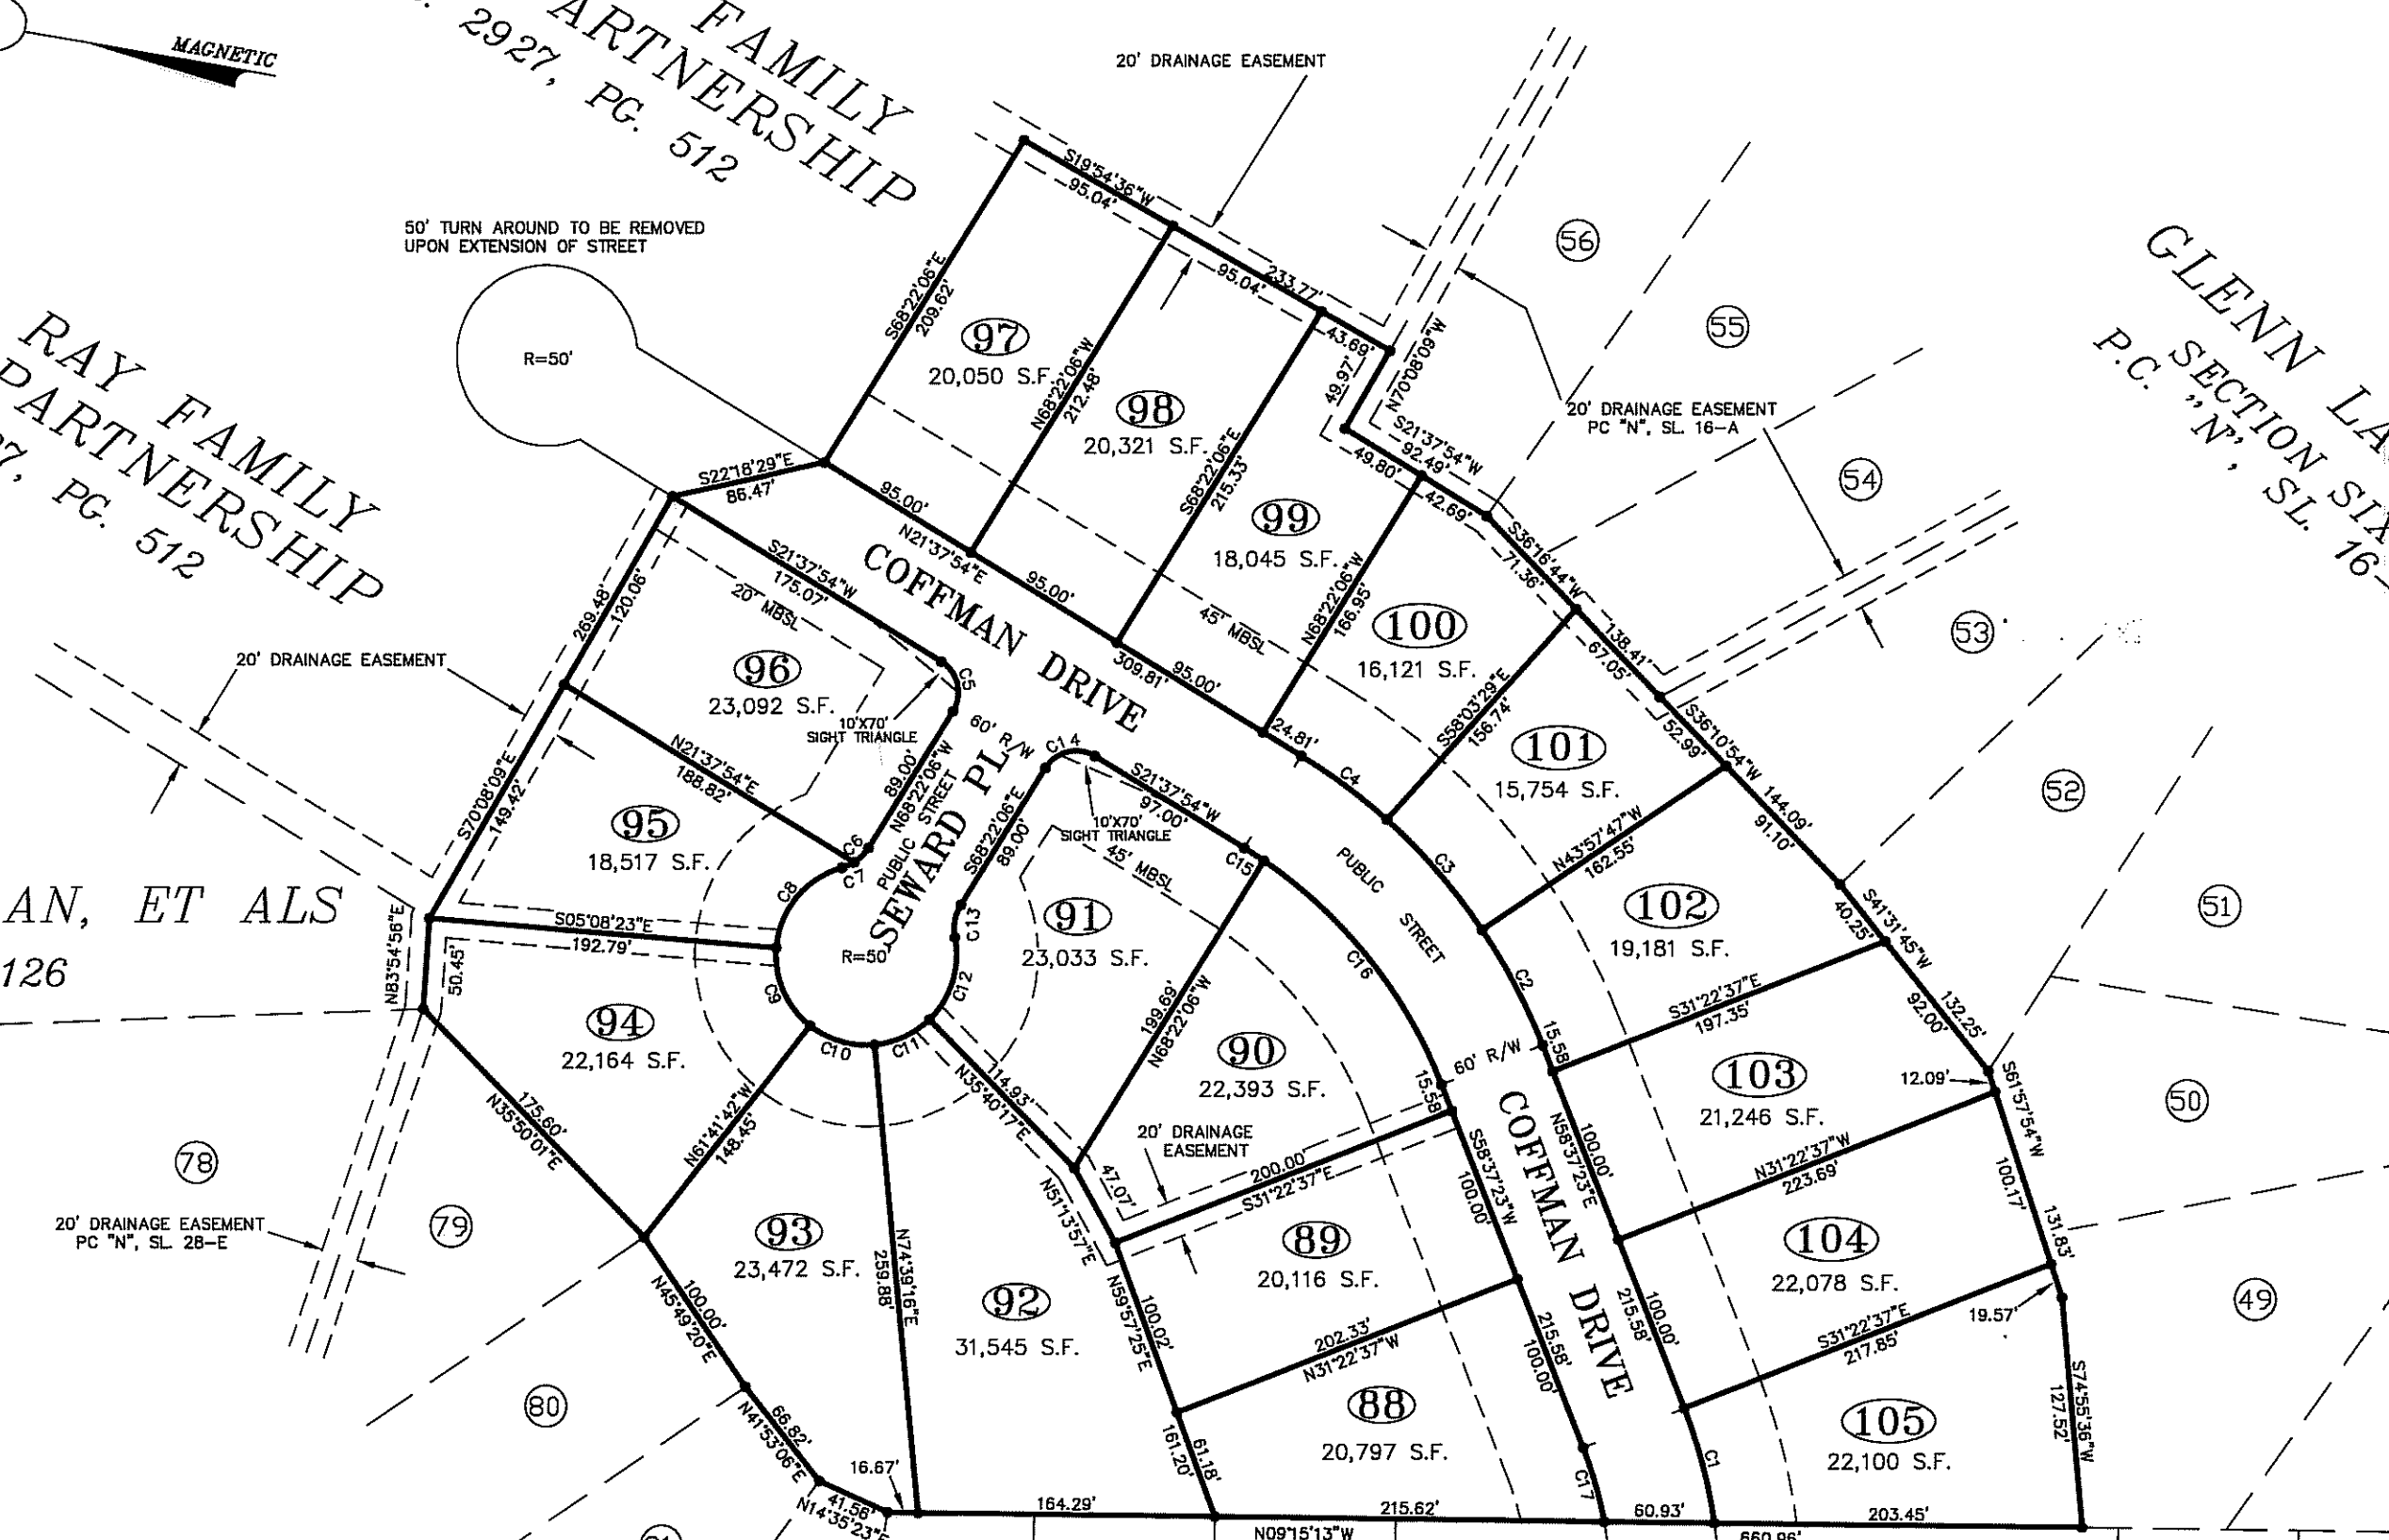 MAGNETIC
FAMILY
ARTNERSHIP
2927, PG. 512
20' DRAINAGE EASEMENT
50' TURN AROUND TO BE REMOVED
UPON EXTENSION OF STREET
R=50'
RAY FAMILY
PARTNERSHIP
7, PG. 512
20' DRAINAGE EASEMENT
AN, ET ALS
126
GLENN LA
SECTION SIX
P.C. "N", SL. 16-
S19°54'36"W
95.04'
233.77'
95.04'
43.69'
49.97'
N70°08'09"W
S21°37'54"W
92.49'
49.80'
42.69'
20' DRAINAGE EASEMENT
PC "N", SL. 16-A
56
55
54
53
52
51
50
49
S68°22'06"E
209.62'
97
20,050 S.F.
N68°22'06"W
212.48'
98
20,321 S.F.
S68°22'06"E
215.33'
99
18,045 S.F.
N68°22'06"W
166.95'
100
16,121 S.F.
S36°16'44"W
71.36'
138.41'
67.05'
S58°03'29"E
156.74'
101
15,754 S.F.
S36°10'54"W
52.99'
144.09'
91.10'
N43°57'47"W
162.55'
102
19,181 S.F.
S41°31'45"W
40.25'
132.25'
92.00'
S31°22'37"E
197.35'
103
21,246 S.F.
12.09'
S61°57'54"W
100.17'
131.83'
N31°22'37"W
223.69'
104
22,078 S.F.
19.57'
S31°22'37"E
217.85'
105
22,100 S.F.
S74°55'36"W
127.52'
S22°18'29"E
86.47'
95.00'
N21°37'54"E
95.00'
309.81'
95.00'
24.81'
45' MBSL
COFFMAN DRIVE
C4
C3
C2
15.58'
60' R/W
15.58'
PUBLIC STREET
COFFMAN DRIVE
N58°37'23"E
100.00'
215.58'
100.00'
C1
S21°37'54"W
175.07'
20' MBSL
269.48'
120.06'
96
23,092 S.F.
C5
10'X70'
SIGHT TRIANGLE
60' R/W
C14
N21°37'54"E
188.82'
89.00'
N68°22'06"W
PUBLIC STREET
SEWARD PL
S68°22'06"E
89.00'
S21°37'54"W
97.00'
10'X70'
SIGHT TRIANGLE
45' MBSL
C15
C16
S70°08'09"E
149.42'
95
18,517 S.F.
C6
C7
C8
C9
C10
C11
C12
C13
R=50'
91
23,033 S.F.
S05°08'23"E
192.79'
N83°54'56"E
50.45'
94
22,164 S.F.
199.69'
N68°22'06"W
90
22,393 S.F.
114.93'
N35°40'17"E
20' DRAINAGE
EASEMENT
47.07'
N51°13'57"E
200.00'
S31°22'37"E
175.60'
N35°50'01"E
N61°41'42"W
148.45'
78
79
80
20' DRAINAGE EASEMENT
PC "N", SL. 28-E
93
23,472 S.F.
N74°39'16"E
259.88'
92
31,545 S.F.
89
20,116 S.F.
S58°37'23"W
100.00'
215.58'
100.00'
N59°57'25"E
100.02'
202.33'
N31°22'37"W
88
20,797 S.F.
161.20'
61.18'
C17
100.00'
N45°49'20"E
66.82'
N41°53'06"E
16.67'
41.56'
N14°35'23"E
164.29'
215.62'
N09°15'13"W
60.93'
660.96'
203.45'